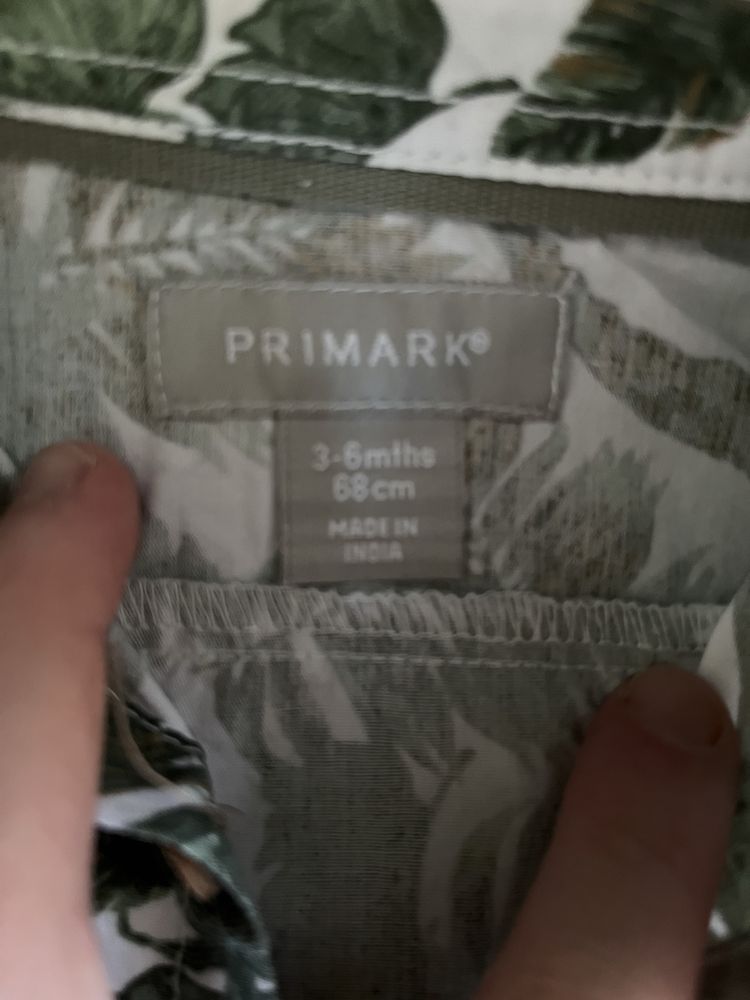 PRIMARK®
3-6mths
68cm
MADE IN
INDIA